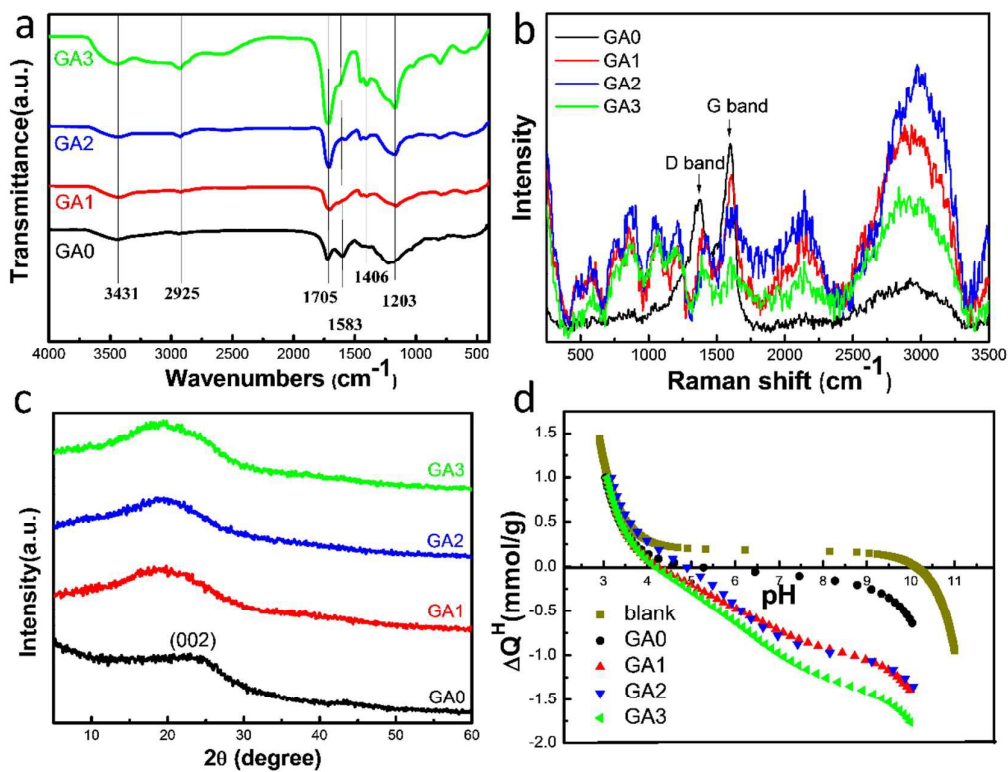 a
Transmittance(a.u.)
GA3
GA2
GA1
GA0
3431
2925
1705
1583
1406
1203
4000 3500 3000 2500 2000 1500 1000 500
Wavenumbers (cm⁻¹)
b
Intensity
GA0
GA1
GA2
GA3
G band
D band
500 1000 1500 2000 2500 3000 3500
Raman shift (cm⁻¹)
c
Intensity(a.u.)
GA3
GA2
GA1
(002)
GA0
10 20 30 40 50 60
2θ (degree)
d
ΔQᴴ(mmol/g)
1.5
1.0
0.5
0.0
-0.5
-1.0
-1.5
-2.0
3 4 5 6 7 8 9 10 11
pH
blank
GA0
GA1
GA2
GA3